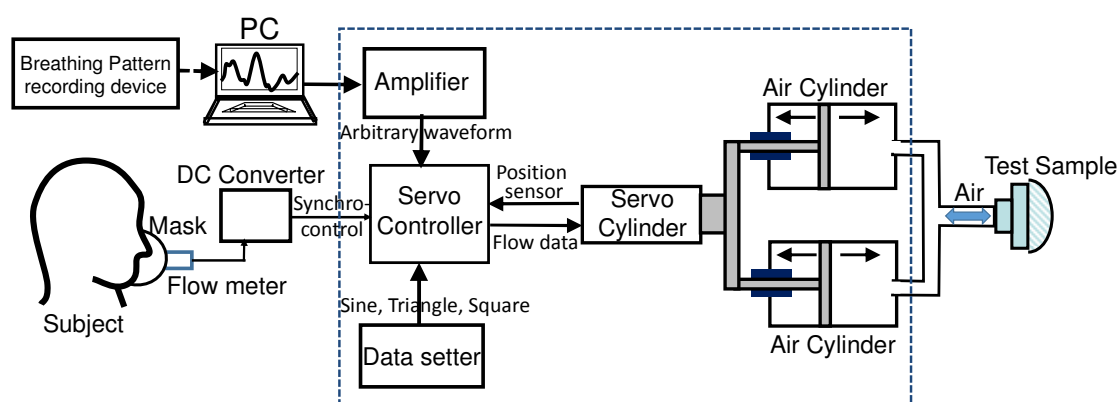 PC
Breathing Pattern
recording device
Amplifier
Arbitrary waveform
Air Cylinder
Test Sample
Air
DC Converter
Synchro-
control
Servo
Controller
Position
sensor
Flow data
Servo
Cylinder
Mask
Flow meter
Subject
Sine, Triangle, Square
Data setter
Air Cylinder